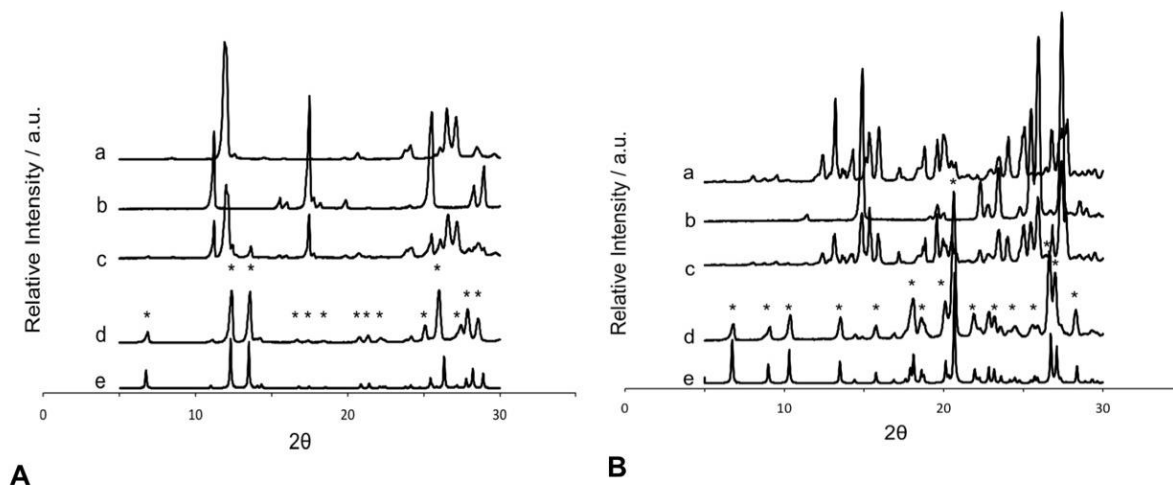 Relative Intensity / a.u.
a
b
c
* * *
* * * * * * * * * * *
d
e
0 10 20 30
2θ
A
Relative Intensity / a.u.
a
*
b
c
* *
* * * * * * * * * * * *
d
e
0 10 20 30
2θ
B